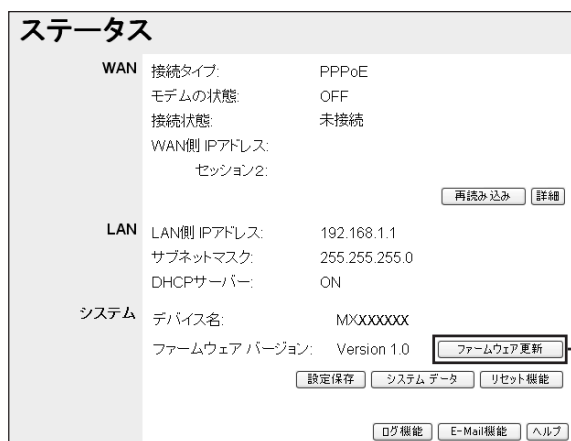 ステータス
WAN 接続タイプ: PPPoE
モデムの状態: OFF
接続状態: 未接続
WAN側 IPアドレス:
セッション2:
再読み込み 詳細
LAN LAN側 IPアドレス: 192.168.1.1
サブネットマスク: 255.255.255.0
DHCPサーバー: ON
システム デバイス名: MXXXXXXX
ファームウェア バージョン: Version 1.0 ファームウェア更新
設定保存 システム データ リセット機能
ログ機能 E-Mail機能 ヘルプ